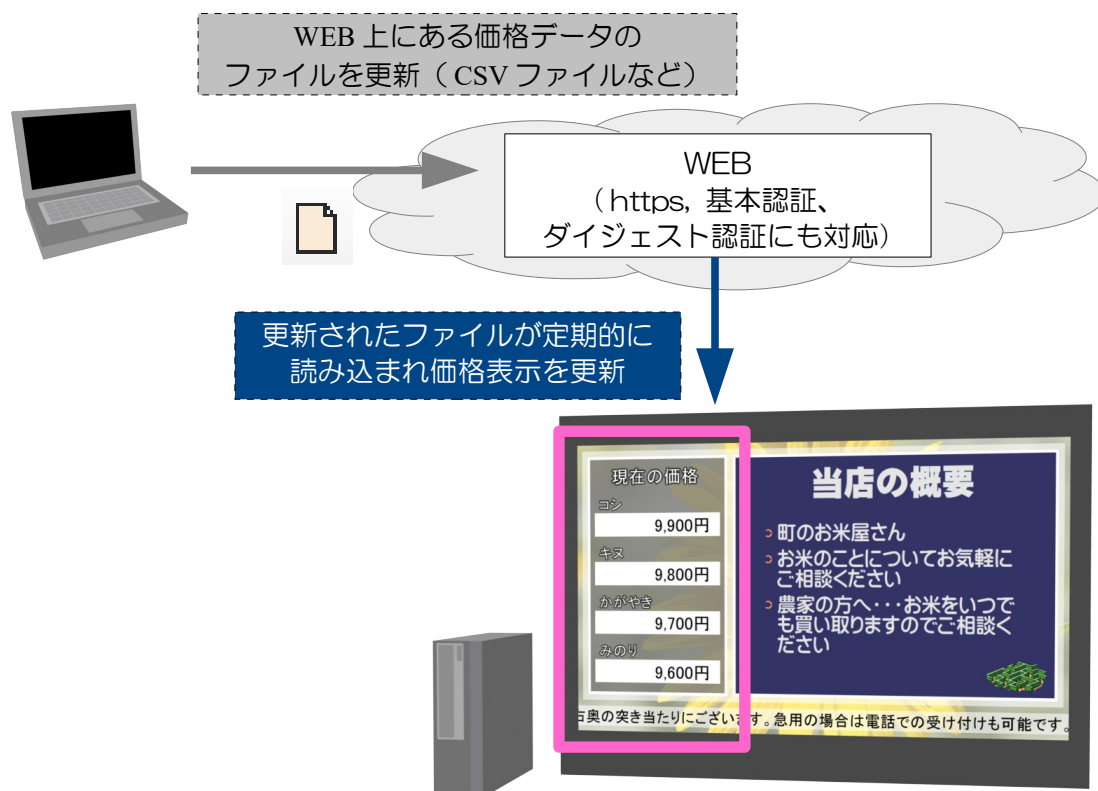 WEB 上にある価格データの
ファイルを更新（ CSV ファイルなど）
WEB
（https, 基本認証、
ダイジェスト認証にも対応）
更新されたファイルが定期的に
読み込まれ価格表示を更新
現在の価格
コシ
9,900円
キヌ
9,800円
かがやき
9,700円
みのり
9,600円
当店の概要
町のお米屋さん
お米のことについてお気軽に
ご相談ください
農家の方へ・・・お米をいつで
も買い取りますのでご相談く
ださい
右奥の突き当たりにございます。急用の場合は電話での受け付けも可能です。